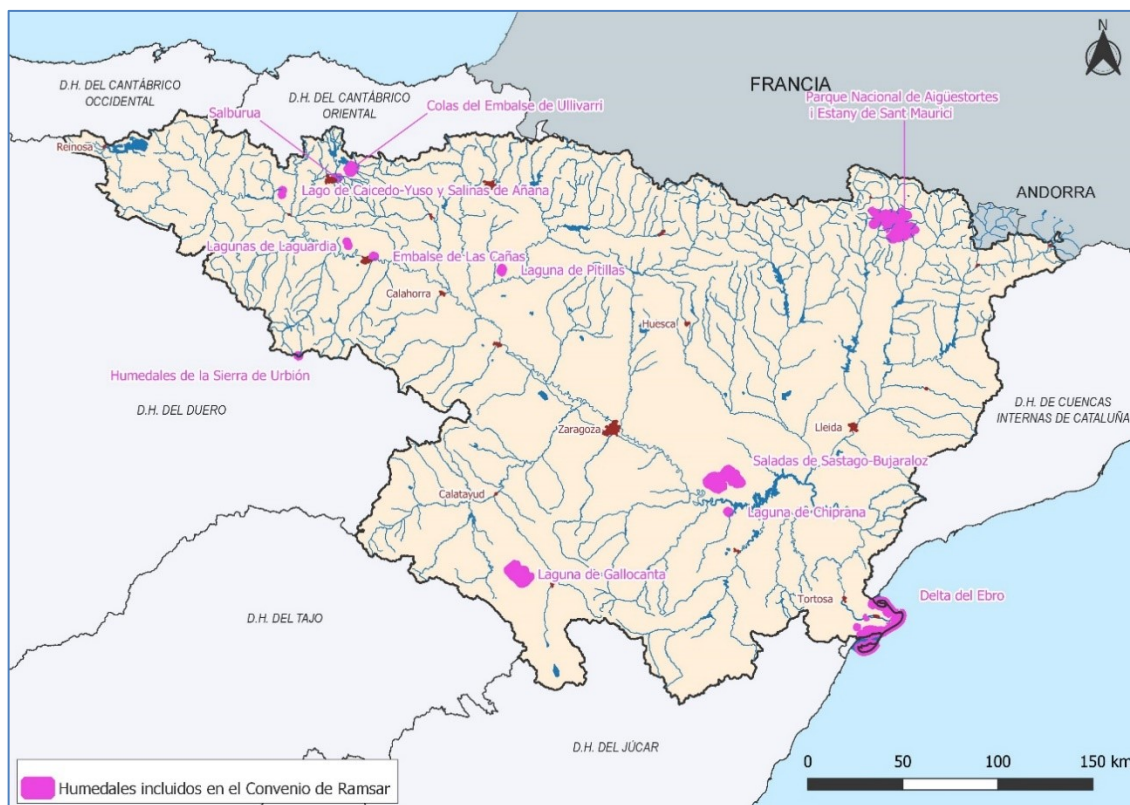 N
D.H. DEL CANTÁBRICO
OCCIDENTAL
D.H. DEL CANTÁBRICO
ORIENTAL
FRANCIA
Colas del Embalse de Ullivarri
Parque Nacional de Aigüestortes
i Estany de Sant Maurici
Salburua
Reinosa
Lago de Caicedo-Yuso y Salinas de Añana
ANDORRA
Lagunas de Laguardia
Embalse de Las Cañas
Laguna de Pitillas
Calahorra
Huesca
Humedales de la Sierra de Urbión
D.H. DEL DUERO
D.H. DE CUENCAS
INTERNAS DE CATALUÑA
Zaragoza
Lleida
Saladas de Sastago-Bujaraloz
Calatayud
Laguna de Chiprana
Laguna de Gallocanta
Tortosa
Delta del Ebro
D.H. DEL TAJO
D.H. DEL JÚCAR
Humedales incluidos en el Convenio de Ramsar
0 50 100 150 km